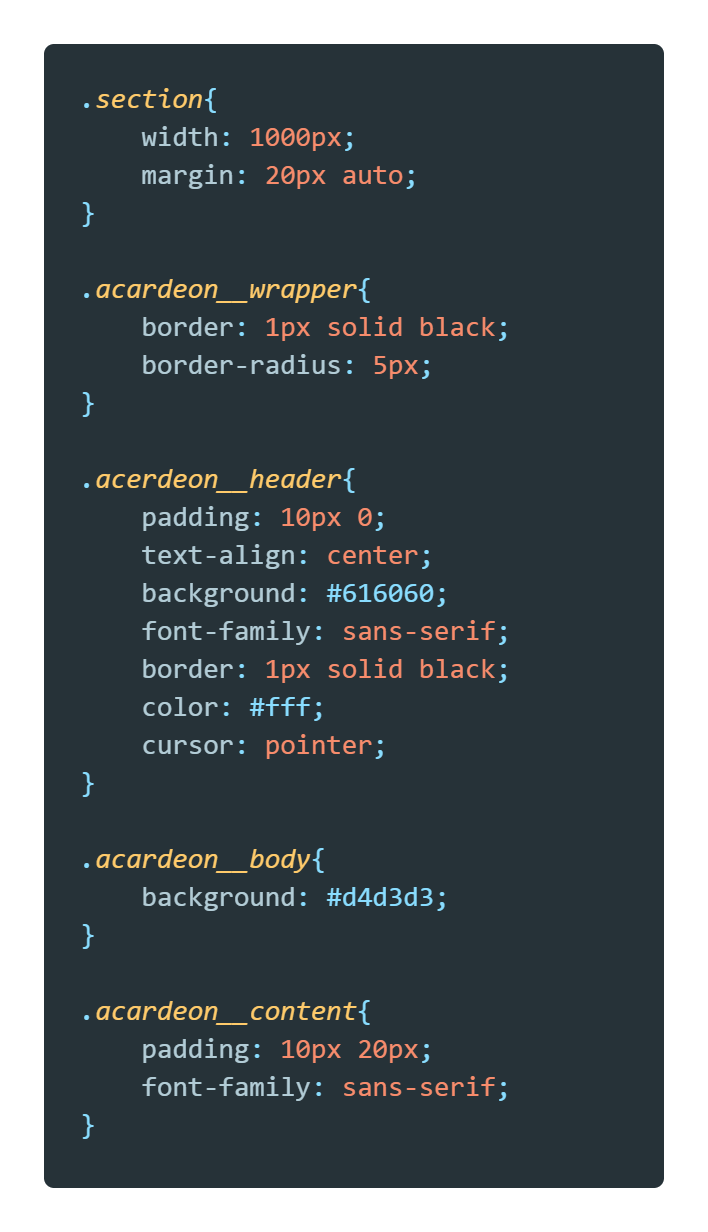 .section{
    width: 1000px;
    margin: 20px auto;
}

.acardeon__wrapper{
    border: 1px solid black;
    border-radius: 5px;
}

.acerdeon__header{
    padding: 10px 0;
    text-align: center;
    background: #616060;
    font-family: sans-serif;
    border: 1px solid black;
    color: #fff;
    cursor: pointer;
}

.acardeon__body{
    background: #d4d3d3;
}

.acardeon__content{
    padding: 10px 20px;
    font-family: sans-serif;
}